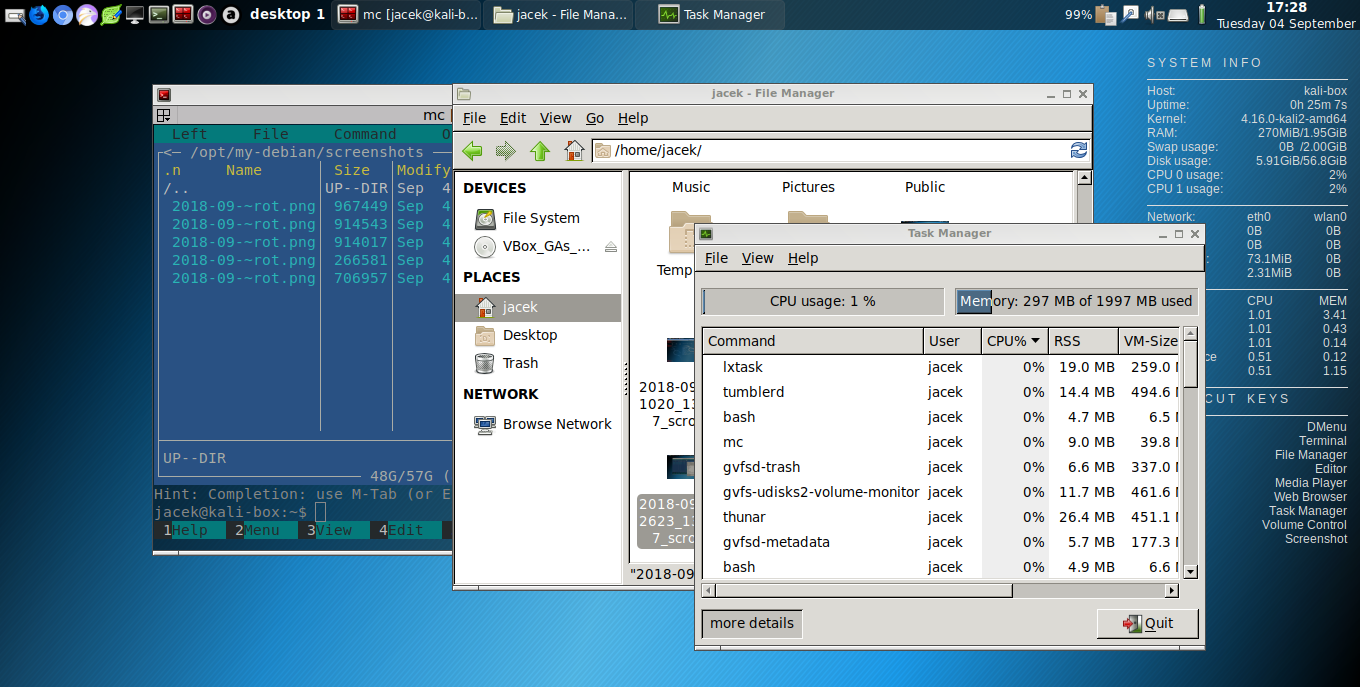 desktop 1
mc [jacek@kali-b...
jacek - File Mana...
Task Manager
99%
17:28
Tuesday 04 September
SYSTEM INFO
Host: kali-box
Uptime: 0h 25m 7s
Kernel: 4.16.0-kali2-amd64
RAM: 270MiB/1.95GiB
Swap usage: 0B /2.00GiB
Disk usage: 5.91GiB/56.8GiB
CPU 0 usage: 2%
CPU 1 usage: 2%
Network: eth0 wlan0
0B 0B
0B 0B
: 73.1MiB 0B
2.31MiB 0B
CPU MEM
1.01 3.41
1.01 0.43
1.01 0.14
ce 0.51 0.12
0.51 1.15
CUT KEYS
DMenu
Terminal
File Manager
Editor
Media Player
Web Browser
Task Manager
Volume Control
Screenshot
mc [
Left File Command O
<─ /opt/my-debian/screenshots
.n Name Size Modify
/.. UP--DIR Sep 4
2018-09-~rot.png 967449 Sep 4
2018-09-~rot.png 914543 Sep 4
2018-09-~rot.png 914017 Sep 4
2018-09-~rot.png 266581 Sep 4
2018-09-~rot.png 706957 Sep 4
UP--DIR
48G/57G (
Hint: Completion: use M-Tab (or E
jacek@kali-box:~$
1Help 2Menu 3View 4Edit
jacek - File Manager
File Edit View Go Help
/home/jacek/
DEVICES
File System
VBox_GAs_...
PLACES
jacek
Desktop
Trash
NETWORK
Browse Network
Music Pictures Public
Temp
2018-09
1020_13
7_scro
2018-09
2623_11
7_scro
"2018-09
Task Manager
File View Help
CPU usage: 1 %
Memory: 297 MB of 1997 MB used
Command User CPU% RSS VM-Size
lxtask jacek 0% 19.0 MB 259.0
tumblerd jacek 0% 14.4 MB 494.6
bash jacek 0% 4.7 MB 6.5
mc jacek 0% 9.0 MB 39.8
gvfsd-trash jacek 0% 6.6 MB 337.0
gvfs-udisks2-volume-monitor jacek 0% 11.7 MB 461.6
thunar jacek 0% 26.4 MB 451.1
gvfsd-metadata jacek 0% 5.7 MB 177.3
bash jacek 0% 4.9 MB 6.6
more details
Quit